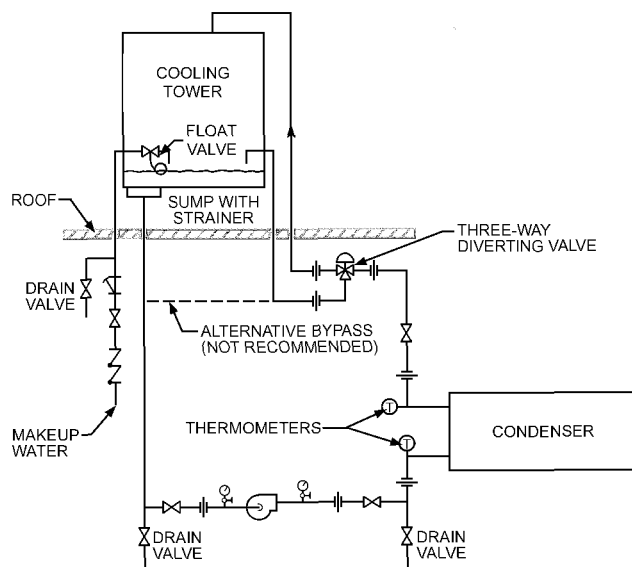 COOLING
TOWER
FLOAT
VALVE
SUMP WITH
STRAINER
ROOF
THREE-WAY
DIVERTING VALVE
DRAIN
VALVE
ALTERNATIVE BYPASS
(NOT RECOMMENDED)
T
THERMOMETERS
CONDENSER
T
MAKEUP
WATER
DRAIN
VALVE
DRAIN
VALVE